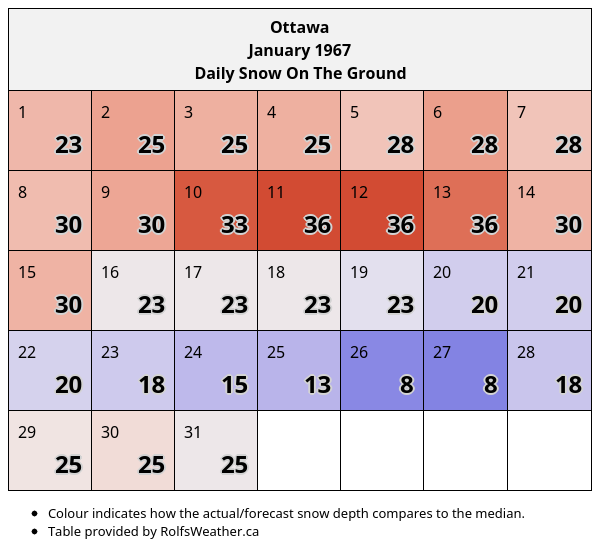 Ottawa
January 1967
Daily Snow On The Ground
1 2 3 4 5 6 7
23 25 25 25 28 28 28
8 9 10 11 12 13 14
30 30 33 36 36 36 30
15 16 17 18 19 20 21
30 23 23 23 23 20 20
22 23 24 25 26 27 28
20 18 15 13 8 8 18
29 30 31
25 25 25
• Colour indicates how the actual/forecast snow depth compares to the median.
• Table provided by RolfsWeather.ca